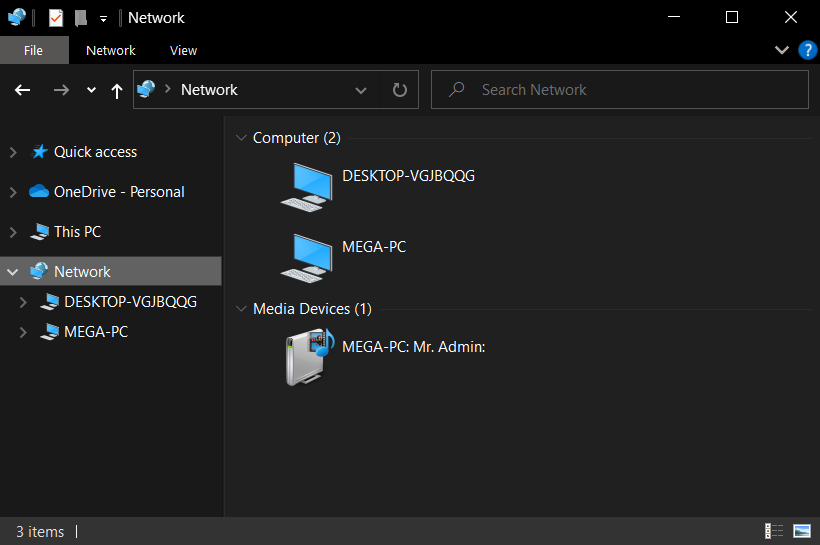 Network
File
Network
View
?
Network
Search Network
Quick access
OneDrive - Personal
This PC
Network
DESKTOP-VGJBQQG
MEGA-PC
Computer (2)
DESKTOP-VGJBQQG
MEGA-PC
Media Devices (1)
MEGA-PC: Mr. Admin:
3 items